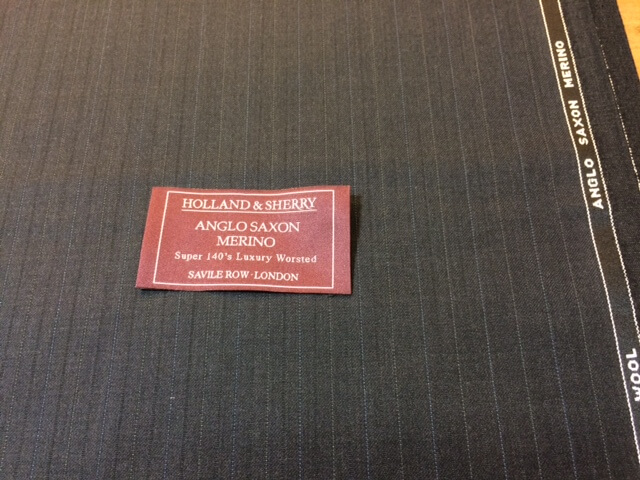 HOLLAND & SHERRY
ANGLO SAXON
MERINO
Super 140's Luxury Worsted
SAVILE ROW·LONDON
ANGLO SAXON MERINO
WOOL